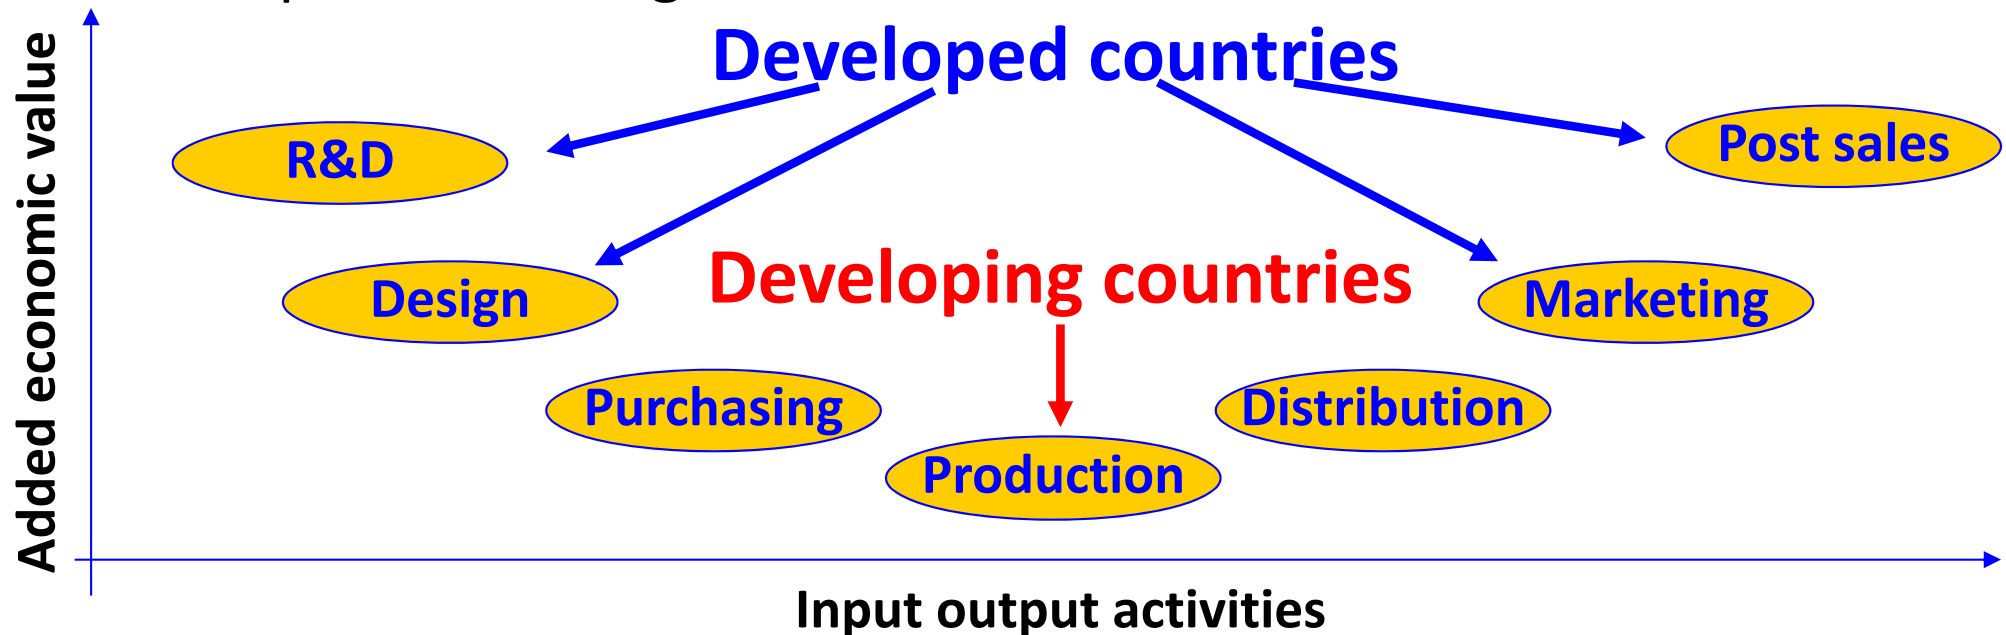 Developed countries
R&D
Post sales
Design
Developing countries
Marketing
Purchasing
Distribution
Production
Added economic value
Input output activities